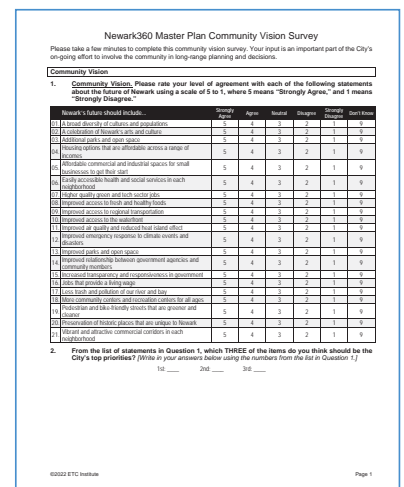 Newark360 Master Plan Community Vision Survey
Please take a few minutes to complete this community vision survey. Your input is an important part of the City's
on-going effort to involve the community in long-range planning and decisions.
Community Vision
1. Community Vision. Please rate your level of agreement with each of the following statements
about the future of Newark using a scale of 5 to 1, where 5 means "Strongly Agree," and 1 means
"Strongly Disagree."
Newark's future should include... Strongly Agree Agree Neutral Disagree Strongly Disagree Don't Know
01. A broad diversity of cultures and populations 5 4 3 2 1 9
02. A celebration of Newark's arts and culture 5 4 3 2 1 9
03. Additional parks and open space 5 4 3 2 1 9
04. Housing options that are affordable across a range of
incomes 5 4 3 2 1 9
05. Affordable commercial and industrial spaces for small
businesses to get their start 5 4 3 2 1 9
06. Easily accessible health and social services in each
neighborhood 5 4 3 2 1 9
07. Higher quality green and tech sector jobs 5 4 3 2 1 9
08. Improved access to fresh and healthy foods 5 4 3 2 1 9
09. Improved access to regional transportation 5 4 3 2 1 9
10. Improved access to the waterfront 5 4 3 2 1 9
11. Improved air quality and reduced heat island effect 5 4 3 2 1 9
12. Improved emergency response to climate events and
disasters 5 4 3 2 1 9
13. Improved parks and open space 5 4 3 2 1 9
14. Improved relationship between government agencies and
community members 5 4 3 2 1 9
15. Increased transparency and responsiveness in government 5 4 3 2 1 9
16. Jobs that provide a living wage 5 4 3 2 1 9
17. Less trash and pollution of our river and bay 5 4 3 2 1 9
18. More community centers and recreation centers for all ages 5 4 3 2 1 9
19. Pedestrian and bike-friendly streets that are greener and
cleaner 5 4 3 2 1 9
20. Preservation of historic places that are unique to Newark 5 4 3 2 1 9
21. Vibrant and attractive commercial corridors in each
neighborhood 5 4 3 2 1 9
2. From the list of statements in Question 1, which THREE of the items do you think should be the
City's top priorities? [Write in your answers below using the numbers from the list in Question 1.]
1st: ____ 2nd: ____ 3rd: ____
©2022 ETC Institute Page 1